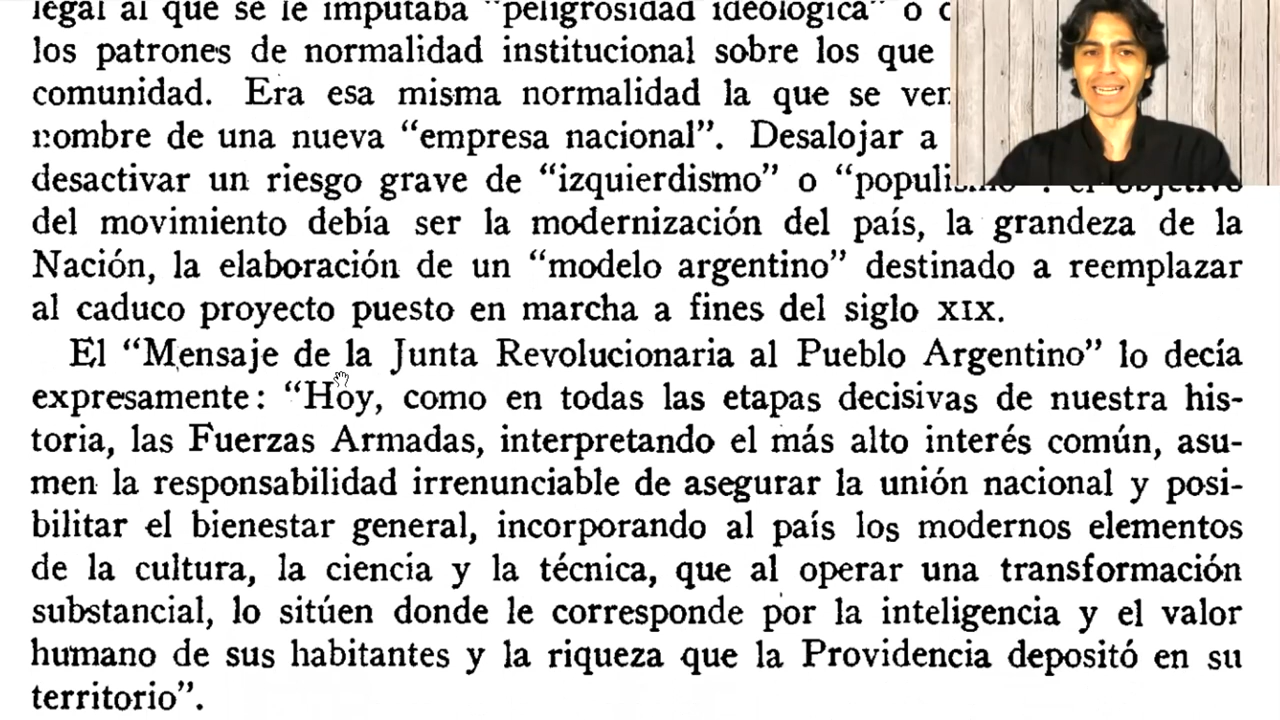 legal al que se le imputaba “peligrosidad ideológica” o
los patrones de normalidad institucional sobre los que
comunidad. Era esa misma normalidad la que se
nombre de una nueva “empresa nacional”. Desalojar a
desactivar un riesgo grave de “izquierdismo” o “populismo”: el objetivo
del movimiento debía ser la modernización del país, la grandeza de la
Nación, la elaboración de un “modelo argentino” destinado a reemplazar
al caduco proyecto puesto en marcha a fines del siglo XIX.
El “Mensaje de la Junta Revolucionaria al Pueblo Argentino” lo decía
expresamente: “Hoy, como en todas las etapas decisivas de nuestra his-
toria, las Fuerzas Armadas, interpretando el más alto interés común, asu-
men la responsabilidad irrenunciable de asegurar la unión nacional y posi-
bilitar el bienestar general, incorporando al país los modernos elementos
de la cultura, la ciencia y la técnica, que al operar una transformación
substancial, lo sitúen donde le corresponde por la inteligencia y el valor
humano de sus habitantes y la riqueza que la Providencia depositó en su
territorio”.